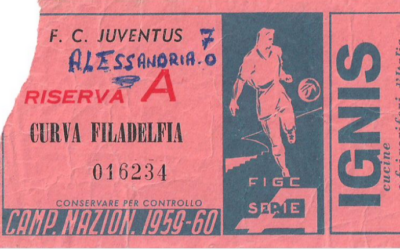 F. C. JUVENTUS 7
ALESSANDRIA.0
RISERVA A
CURVA FILADELFIA
016234
CONSERVARE PER CONTROLLO
CAMP. NAZION. 1959-60
FIGC
SERIE
A
IGNIS
cucine